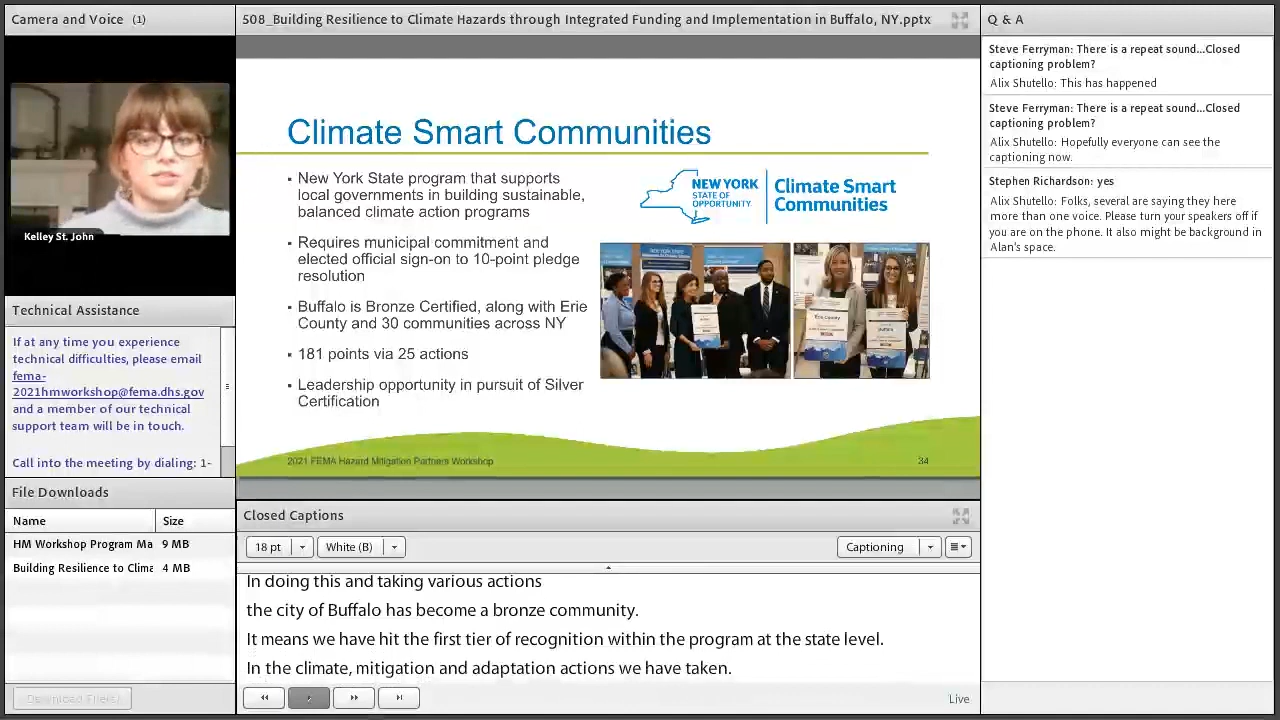 Camera and Voice (1)
Kelley St. John
Technical Assistance
If at any time you experience
technical difficulties, please email
fema-
2021hmworkshop@fema.dhs.gov
and a member of our technical
support team will be in touch.
Call into the meeting by dialing: 1-
File Downloads
Name Size
HM Workshop Program Ma 9 MB
Building Resilience to Clima 4 MB
Download File(s)
508_Building Resilience to Climate Hazards through Integrated Funding and Implementation in Buffalo, NY.pptx
Climate Smart Communities
▪ New York State program that supports
local governments in building sustainable,
balanced climate action programs
▪ Requires municipal commitment and
elected official sign-on to 10-point pledge
resolution
▪ Buffalo is Bronze Certified, along with Erie
County and 30 communities across NY
▪ 181 points via 25 actions
▪ Leadership opportunity in pursuit of Silver
Certification
NEW YORK
STATE OF
OPPORTUNITY
Climate Smart
Communities
Erie County
Buffalo
2021 FEMA Hazard Mitigation Partners Workshop 34
Closed Captions
18 pt White (B) Captioning
In doing this and taking various actions
the city of Buffalo has become a bronze community.
It means we have hit the first tier of recognition within the program at the state level.
In the climate, mitigation and adaptation actions we have taken.
Live
Q & A
Steve Ferryman: There is a repeat sound...Closed
captioning problem?
Alix Shutello: This has happened
Steve Ferryman: There is a repeat sound...Closed
captioning problem?
Alix Shutello: Hopefully everyone can see the
captioning now.
Stephen Richardson: yes
Alix Shutello: Folks, several are saying they here
more than one voice. Please turn your speakers off if
you are on the phone. It also might be background in
Alan's space.